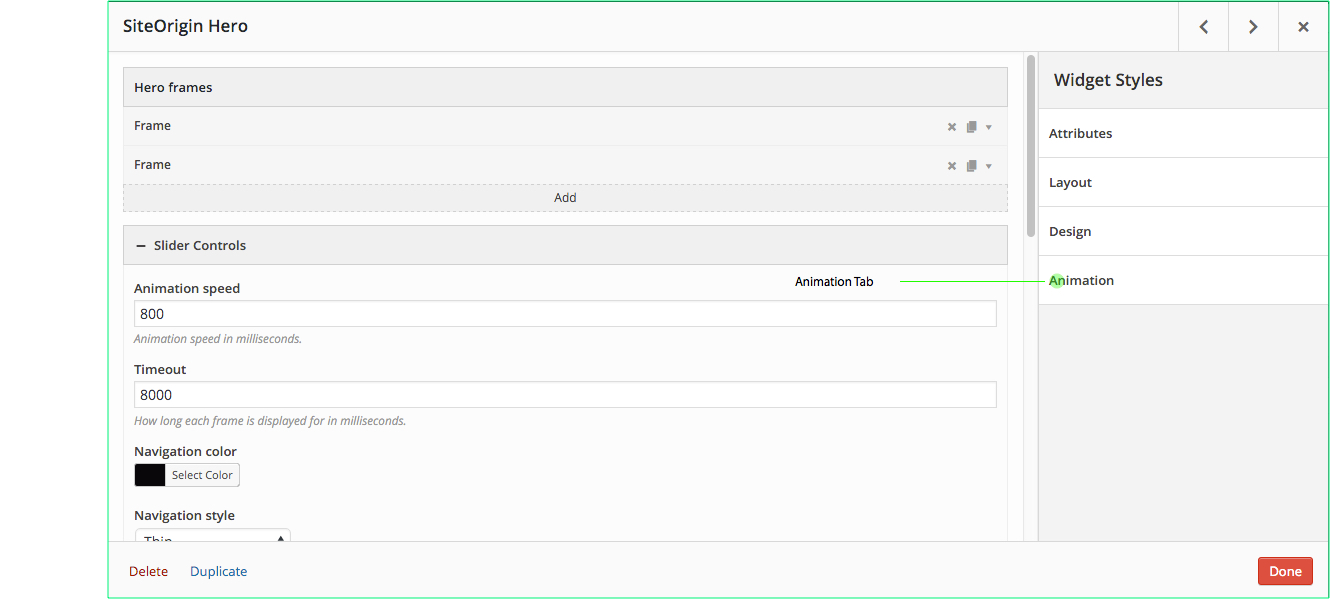 SiteOrigin Hero
Hero frames
Frame
Frame
Add
Slider Controls
Animation speed
800
Animation speed in milliseconds.
Timeout
8000
How long each frame is displayed for in milliseconds.
Navigation color
Select Color
Navigation style
Thin
Animation Tab
Widget Styles
Attributes
Layout
Design
Animation
Delete Duplicate
Done